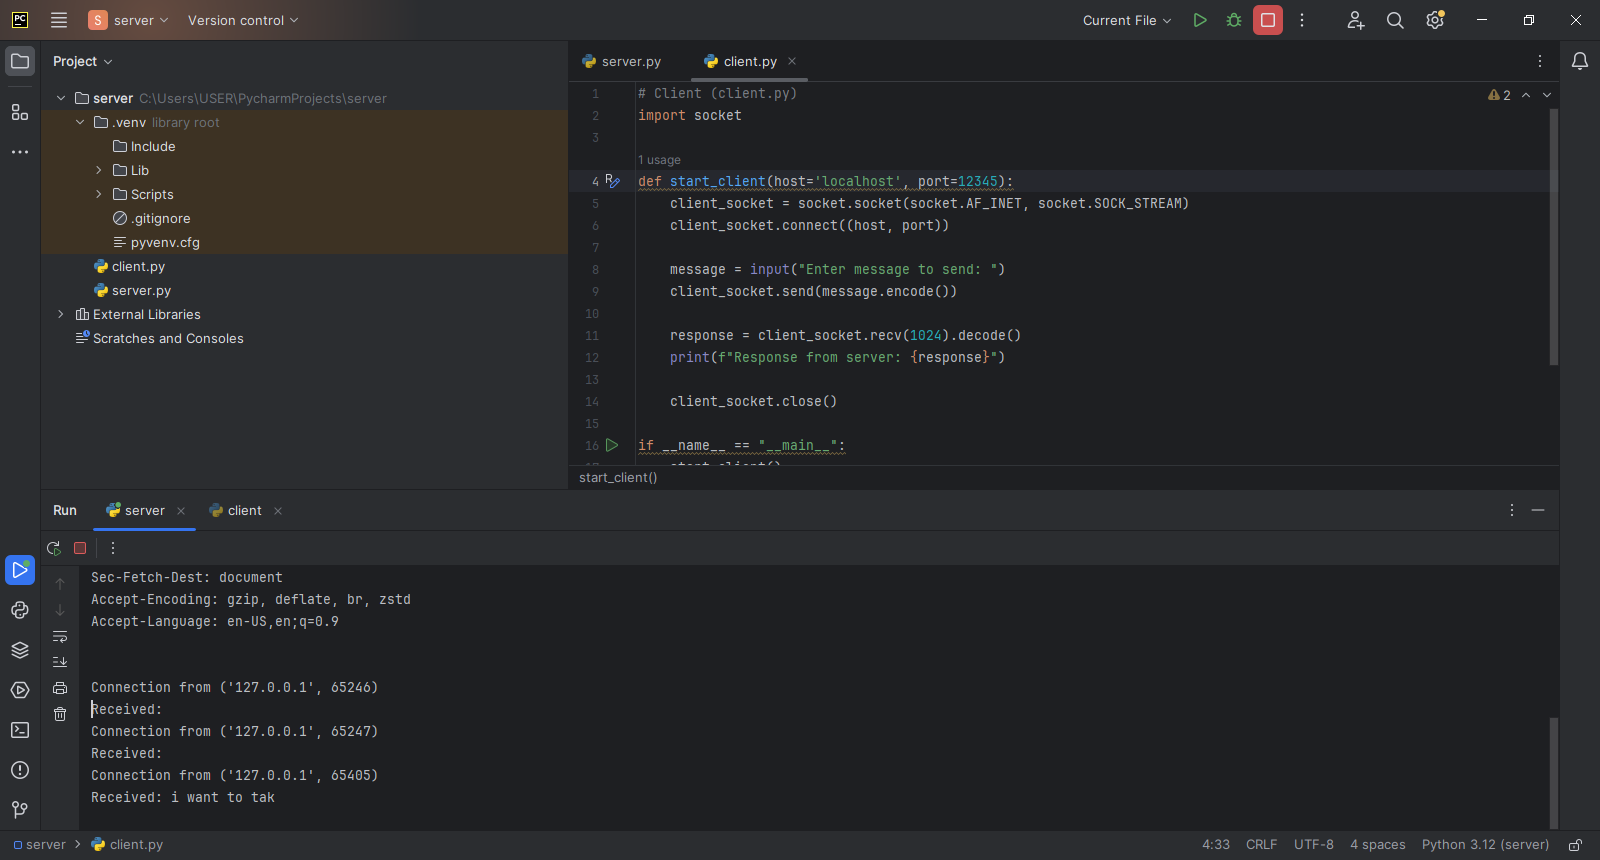 PC
S server Version control
Current File
Project
server C:\Users\USER\PycharmProjects\server
.venv library root
Include
Lib
Scripts
.gitignore
pyvenv.cfg
client.py
server.py
External Libraries
Scratches and Consoles
server.py client.py
2
1 # Client (client.py)
2 import socket
3
1 usage
4 def start_client(host='localhost', port=12345):
5 client_socket = socket.socket(socket.AF_INET, socket.SOCK_STREAM)
6 client_socket.connect((host, port))
7
8 message = input("Enter message to send: ")
9 client_socket.send(message.encode())
10
11 response = client_socket.recv(1024).decode()
12 print(f"Response from server: {response}")
13
14 client_socket.close()
15
16 if __name__ == "__main__":
17 start_client()
start_client()
Run server client
Sec-Fetch-Dest: document
Accept-Encoding: gzip, deflate, br, zstd
Accept-Language: en-US,en;q=0.9
Connection from ('127.0.0.1', 65246)
Received:
Connection from ('127.0.0.1', 65247)
Received:
Connection from ('127.0.0.1', 65405)
Received: i want to tak
server client.py
4:33 CRLF UTF-8 4 spaces Python 3.12 (server)